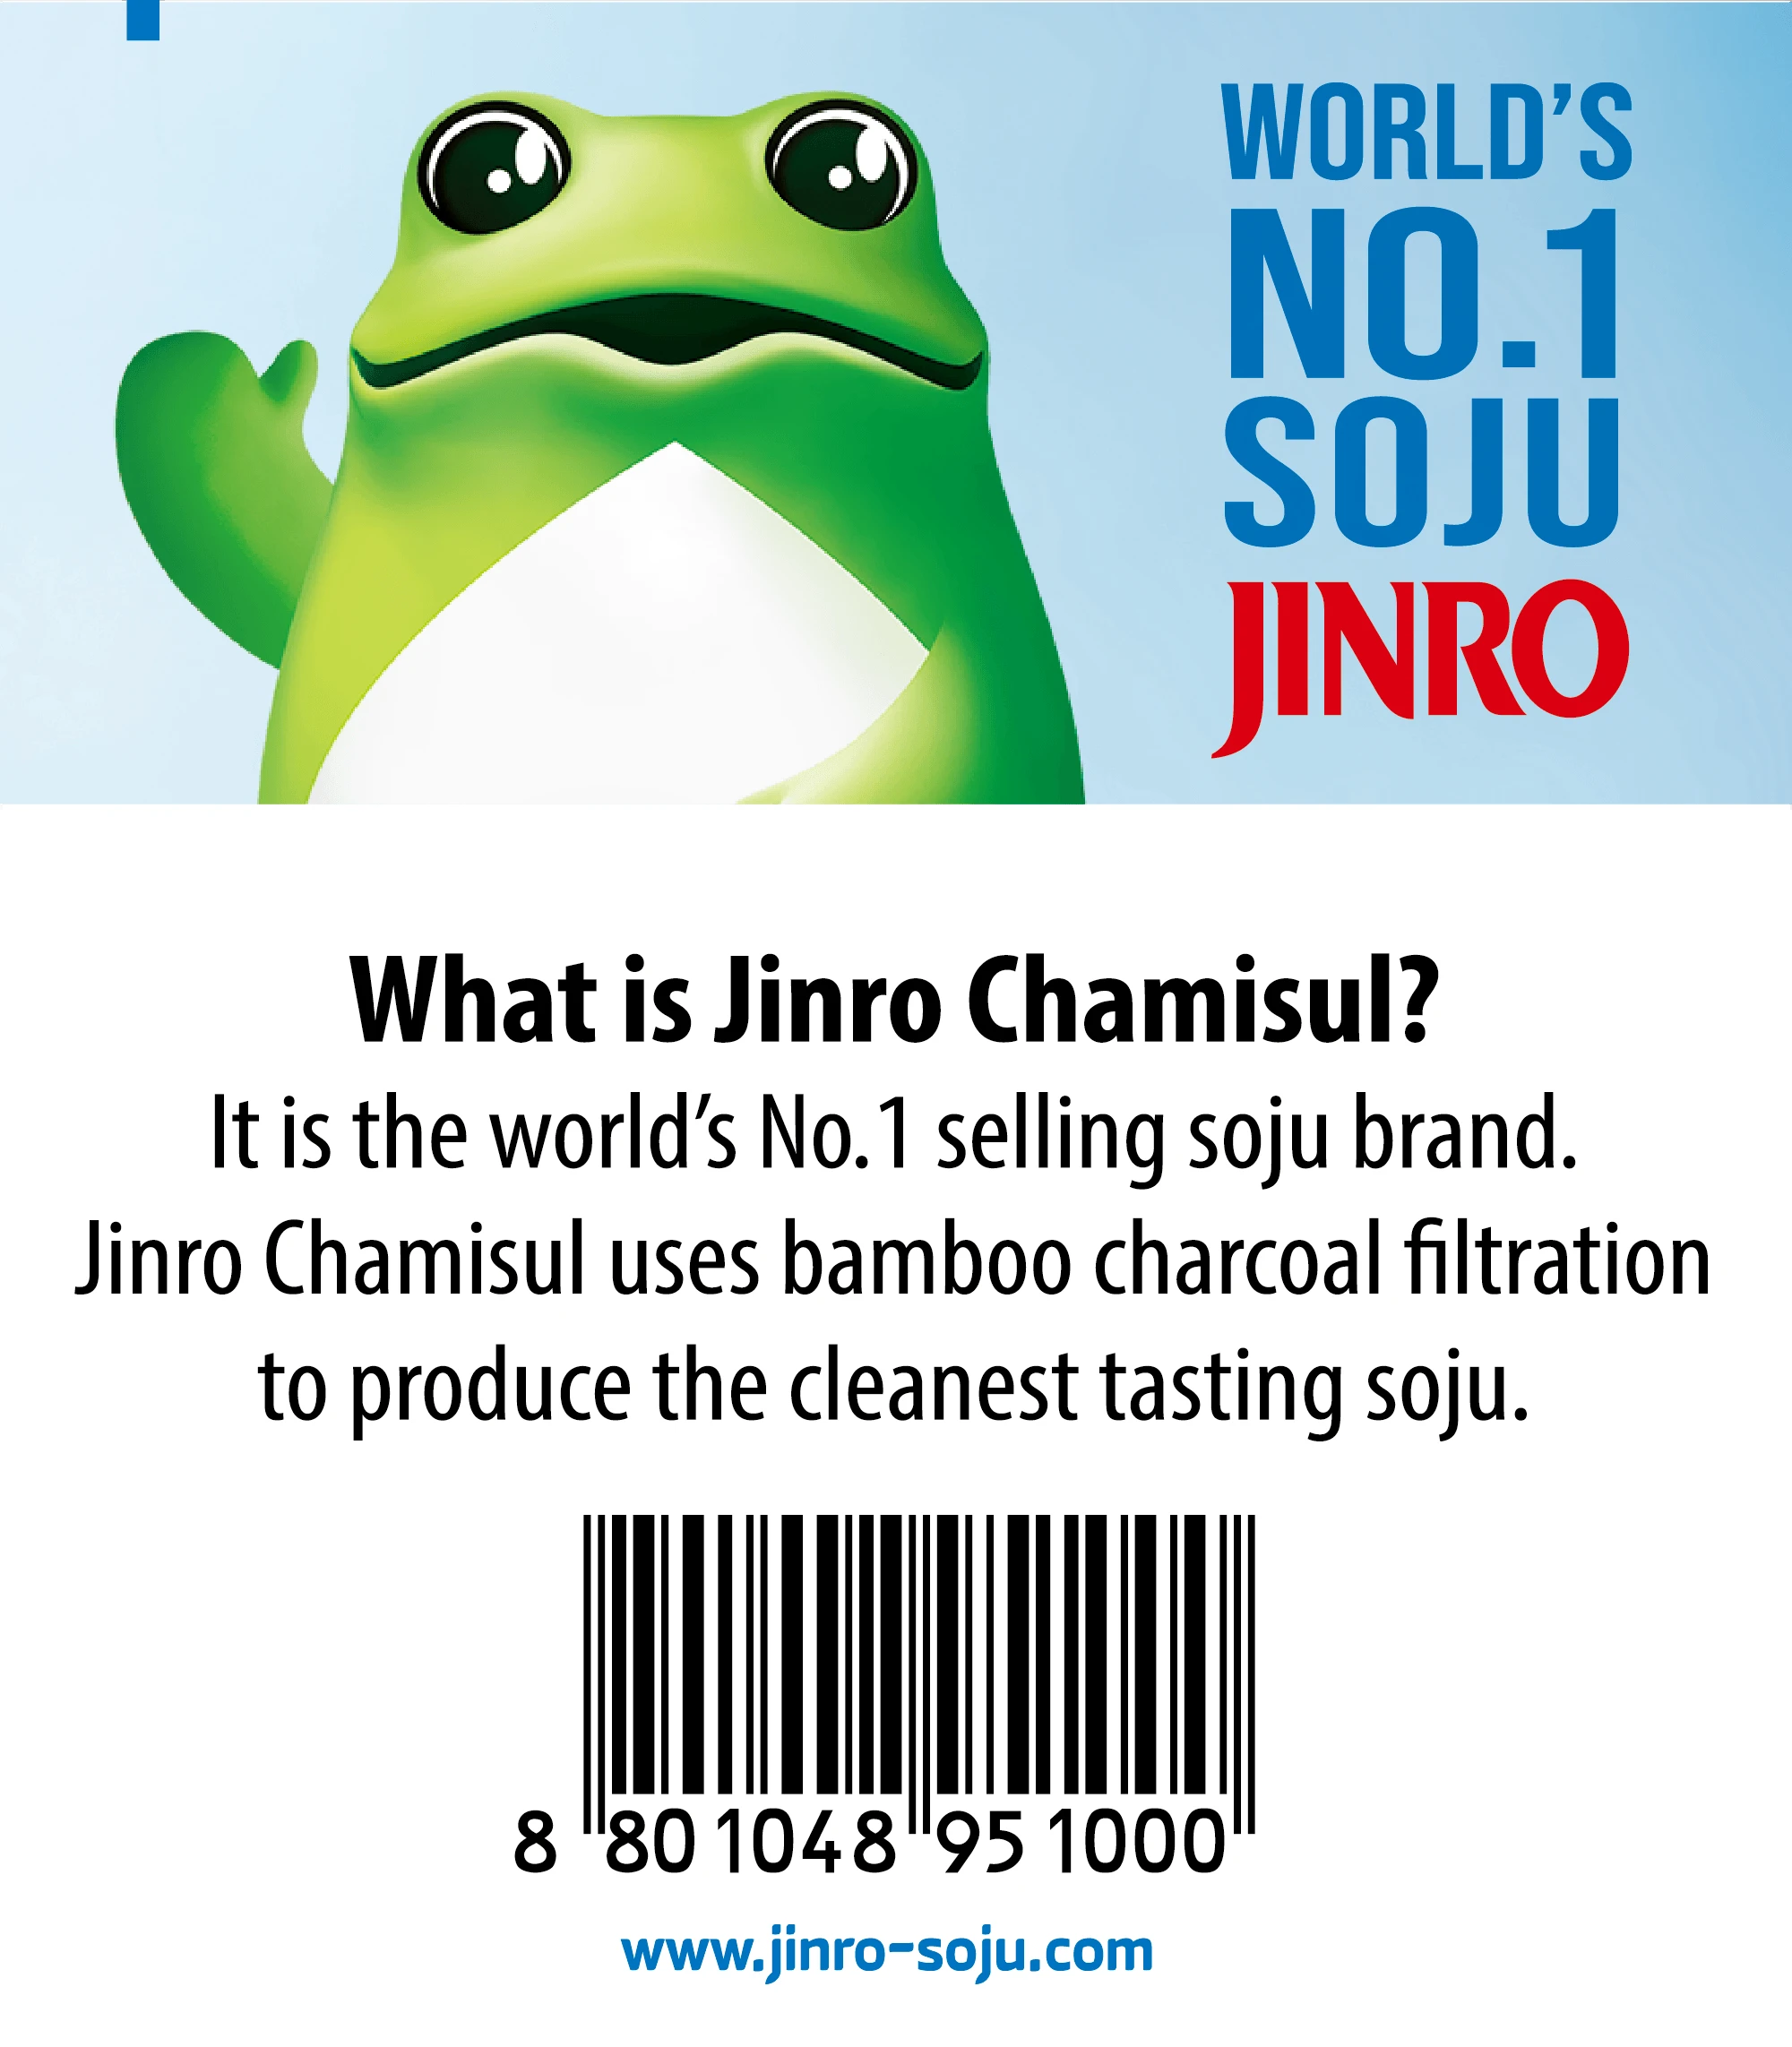 WORLD'S
NO.1
SOJU
JINRO
What is Jinro Chamisul?
It is the world's No.1 selling soju brand.
Jinro Chamisul uses bamboo charcoal filtration
to produce the cleanest tasting soju.
8 801048 951000
www.jinro-soju.com